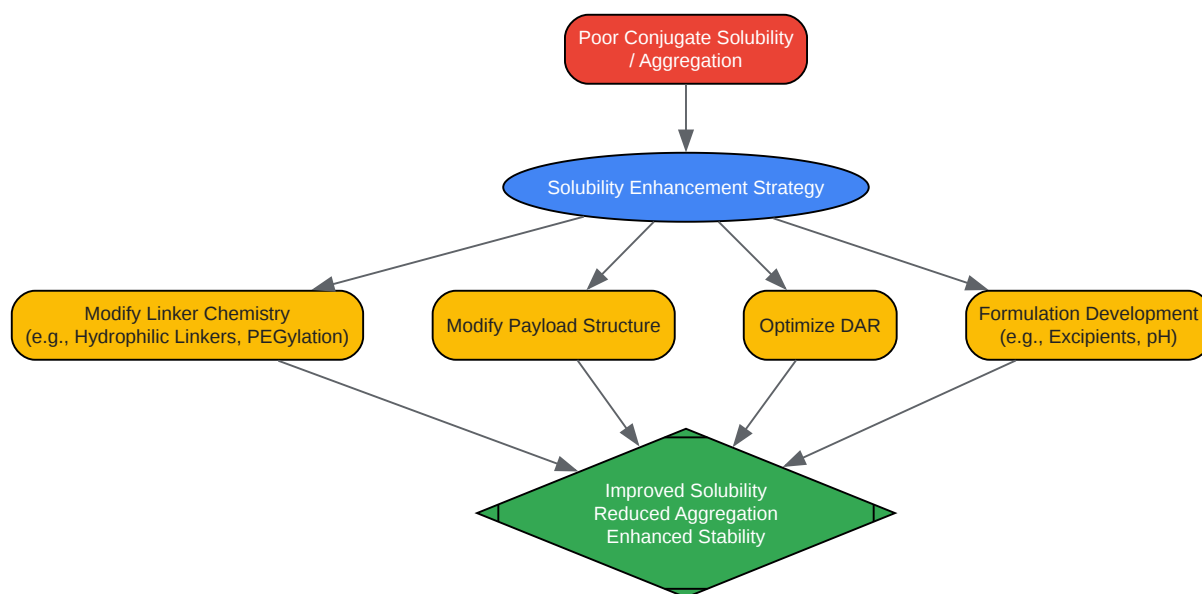 Poor Conjugate Solubility
/ Aggregation
Solubility Enhancement Strategy
Modify Linker Chemistry
(e.g., Hydrophilic Linkers, PEGylation)
Modify Payload Structure
Optimize DAR
Formulation Development
(e.g., Excipients, pH)
Improved Solubility
Reduced Aggregation
Enhanced Stability